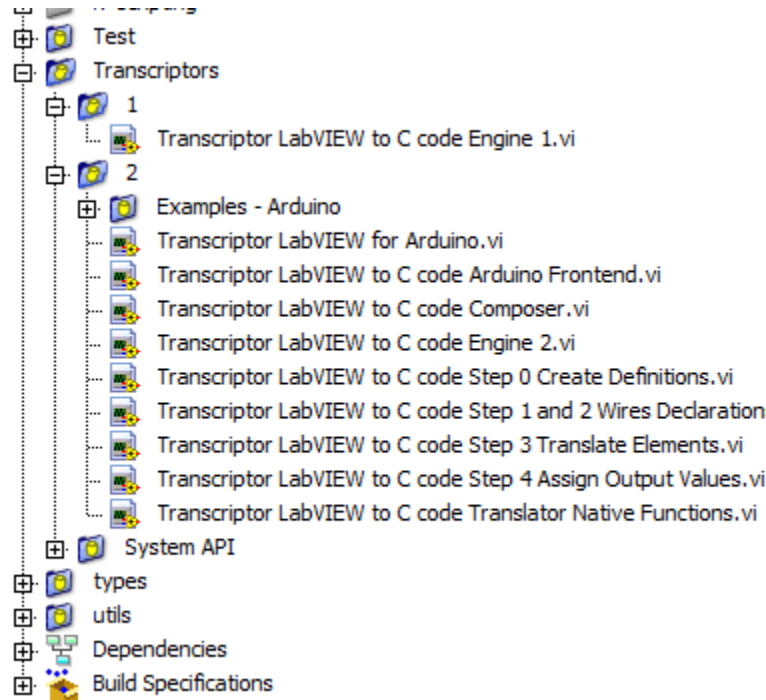 Test
Transcriptors
1
Transcriptor LabVIEW to C code Engine 1.vi
2
Examples - Arduino
Transcriptor LabVIEW for Arduino.vi
Transcriptor LabVIEW to C code Arduino Frontend.vi
Transcriptor LabVIEW to C code Composer.vi
Transcriptor LabVIEW to C code Engine 2.vi
Transcriptor LabVIEW to C code Step 0 Create Definitions.vi
Transcriptor LabVIEW to C code Step 1 and 2 Wires Declaration
Transcriptor LabVIEW to C code Step 3 Translate Elements.vi
Transcriptor LabVIEW to C code Step 4 Assign Output Values.vi
Transcriptor LabVIEW to C code Translator Native Functions.vi
System API
types
utils
Dependencies
Build Specifications